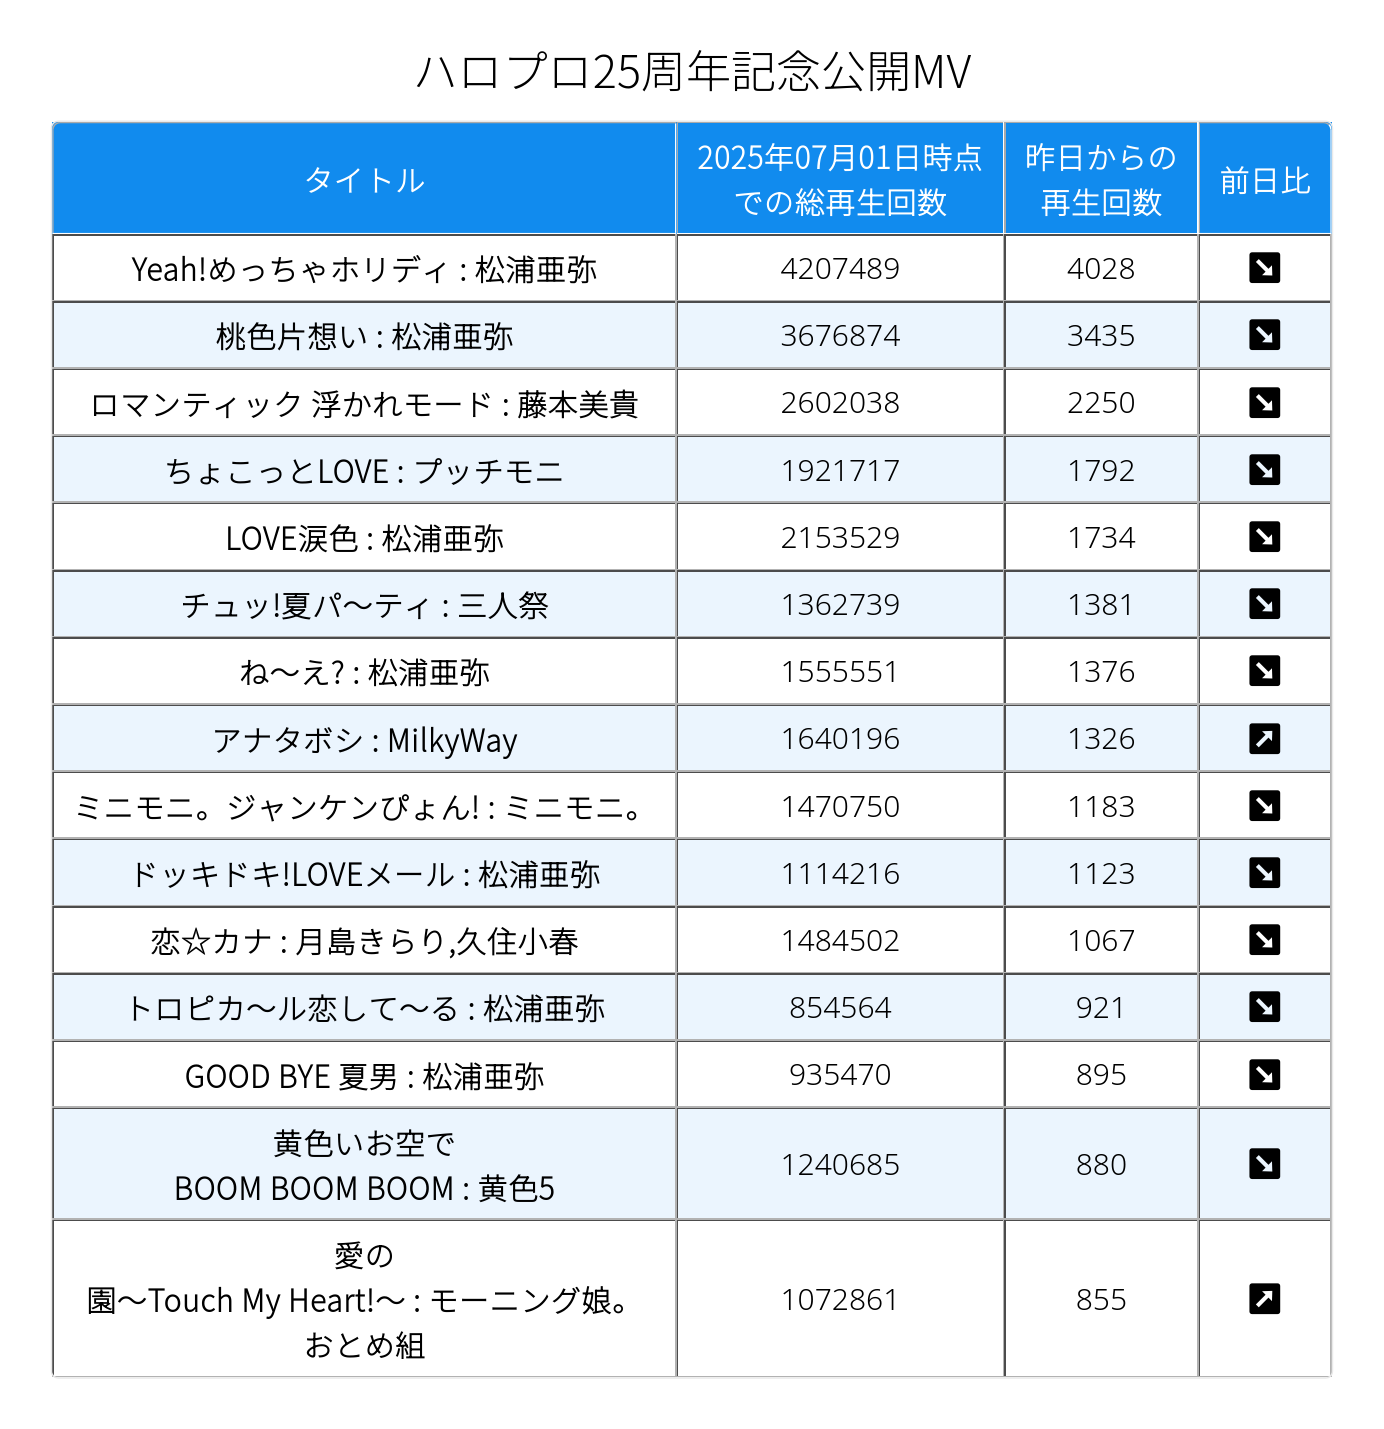 ハロプロ25周年記念公開MV
タイトル
2025年07月01日時点
での総再生回数
昨日からの
再生回数
前日比
Yeah!めっちゃホリディ : 松浦亜弥 4207489 4028 ↘
桃色片想い : 松浦亜弥 3676874 3435 ↘
ロマンティック 浮かれモード : 藤本美貴 2602038 2250 ↘
ちょこっとLOVE : プッチモニ 1921717 1792 ↘
LOVE涙色 : 松浦亜弥 2153529 1734 ↘
チュッ!夏パ〜ティ : 三人祭 1362739 1381 ↘
ね〜え? : 松浦亜弥 1555551 1376 ↘
アナタボシ : MilkyWay 1640196 1326 ↗
ミニモニ。ジャンケンぴょん! : ミニモニ。 1470750 1183 ↘
ドッキドキ!LOVEメール : 松浦亜弥 1114216 1123 ↘
恋☆カナ : 月島きらり,久住小春 1484502 1067 ↘
トロピカ〜ル恋して〜る : 松浦亜弥 854564 921 ↘
GOOD BYE 夏男 : 松浦亜弥 935470 895 ↘
黄色いお空で
BOOM BOOM BOOM : 黄色5 1240685 880 ↘
愛の
園〜Touch My Heart!〜 : モーニング娘。 1072861 855 ↗
おとめ組